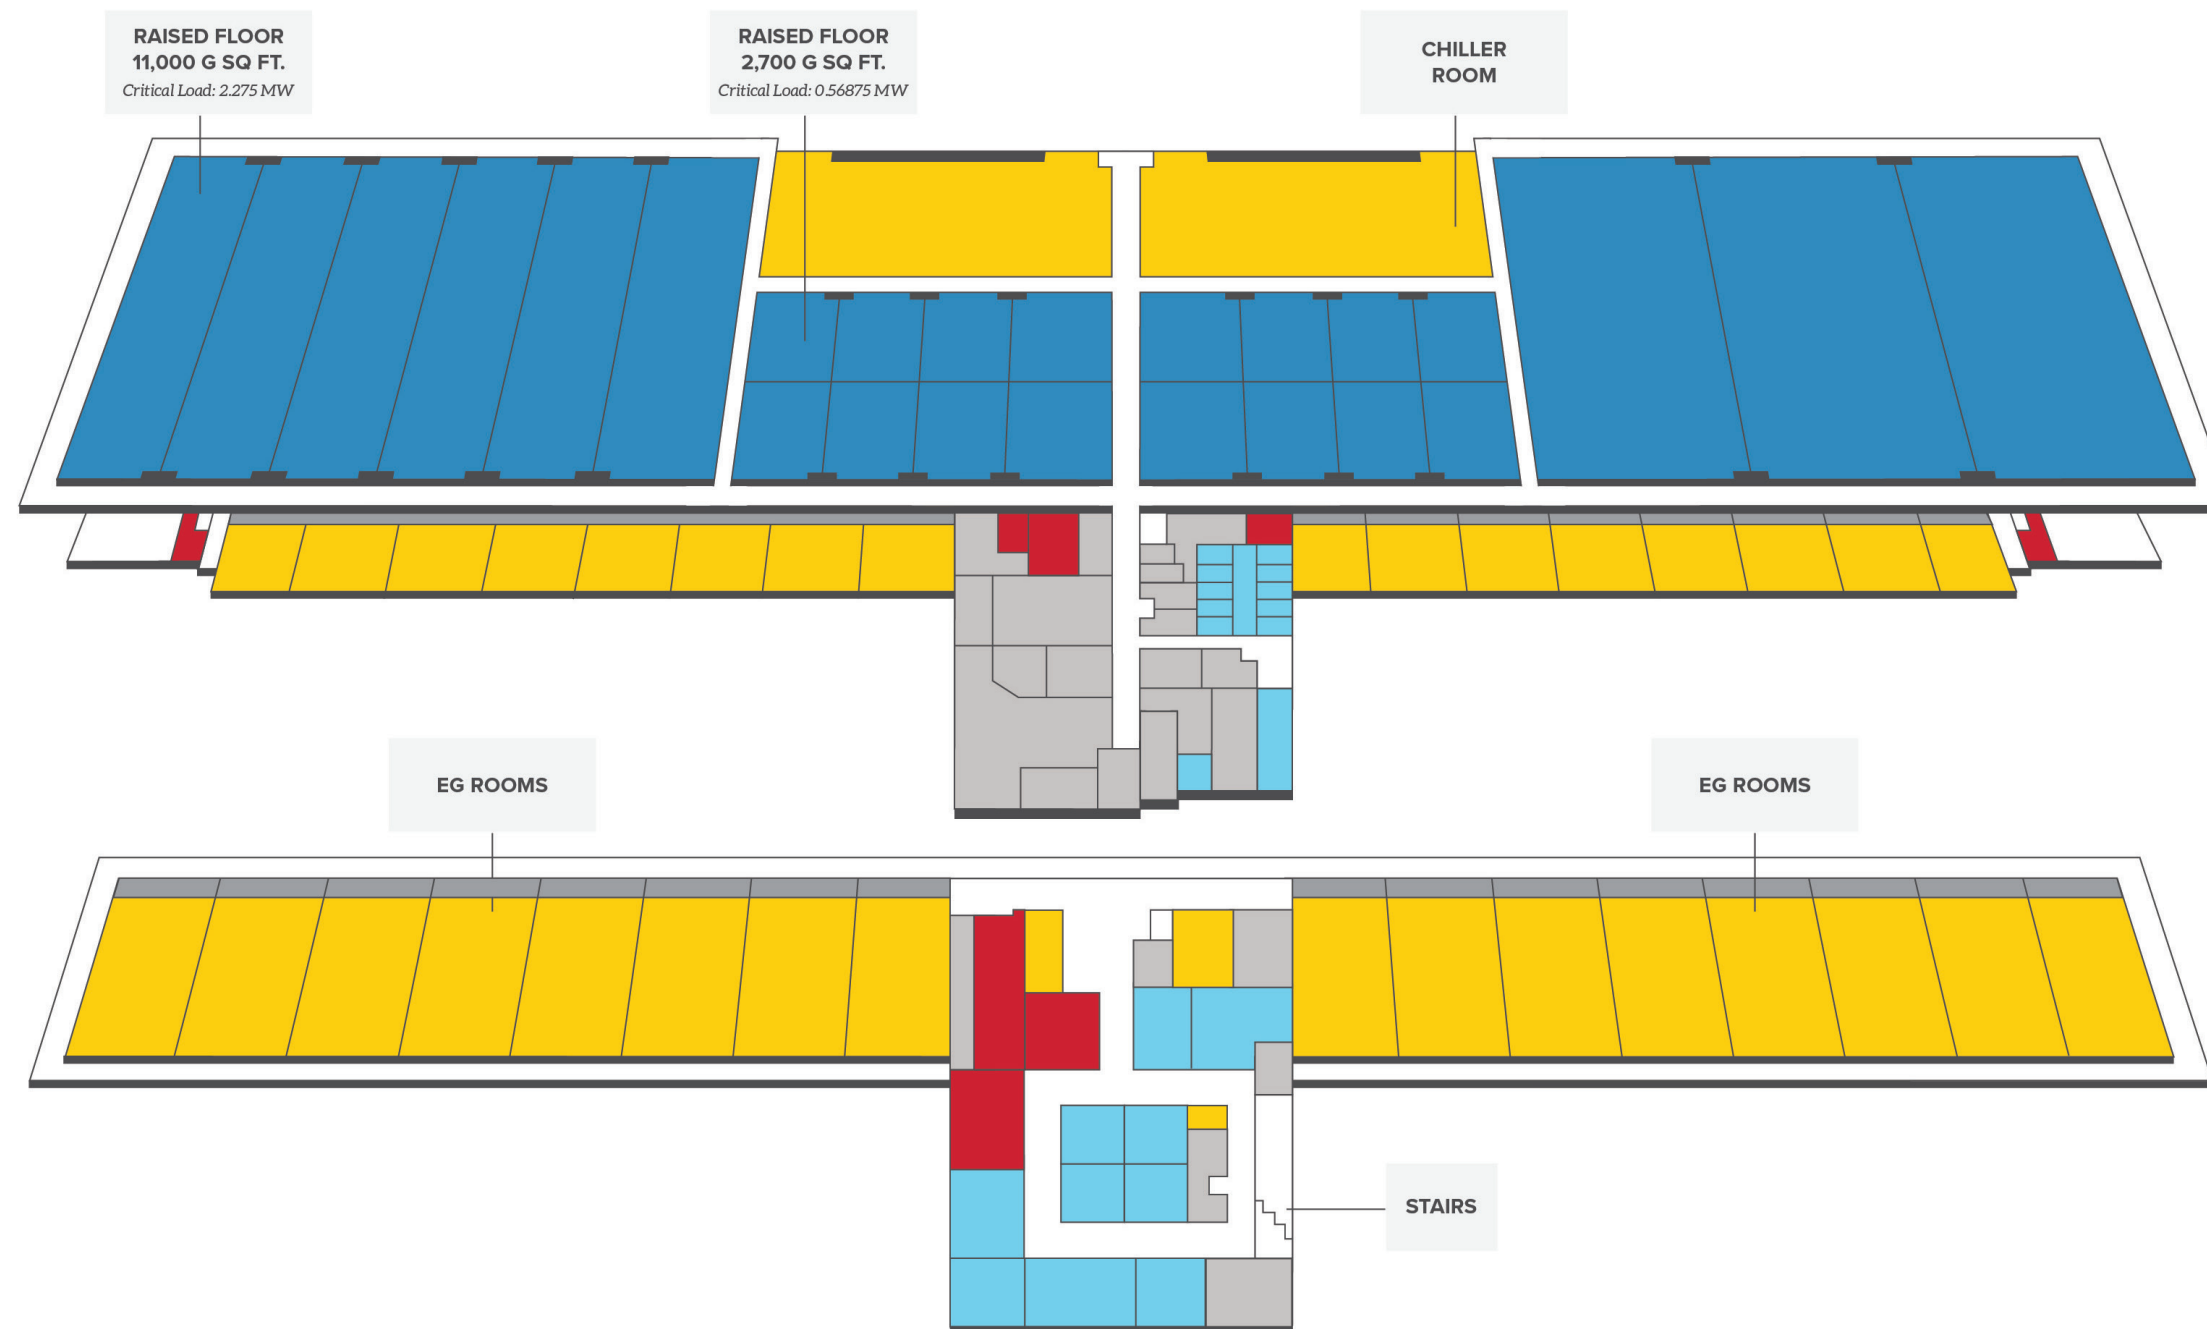 RAISED FLOOR
11,000 G SQ FT.
Critical Load: 2.275 MW
RAISED FLOOR
2,700 G SQ FT.
Critical Load: 0.56875 MW
CHILLER
ROOM
EG ROOMS
EG ROOMS
STAIRS